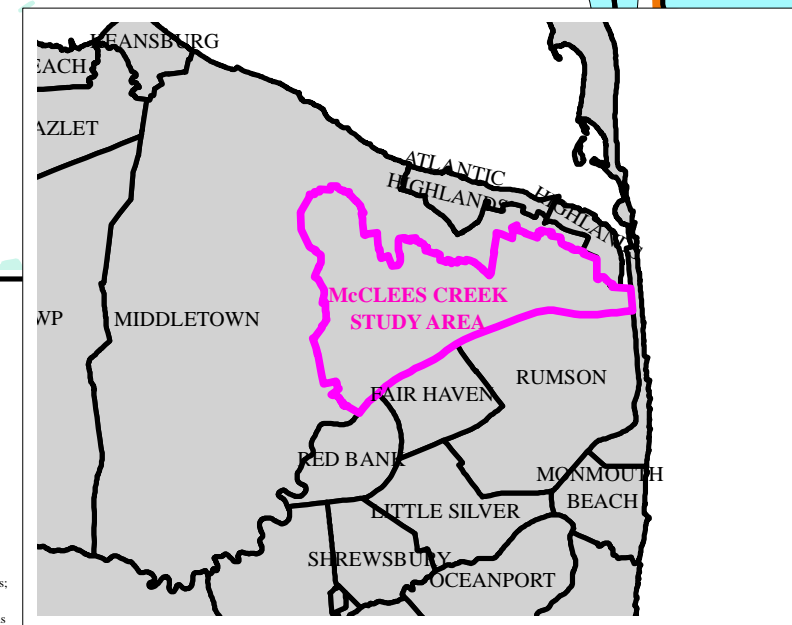 KEANSBURG
EACH
AZLET
ATLANTIC
HIGHLANDS
HIGHLANDS
McCLEES CREEK
STUDY AREA
WP
MIDDLETOWN
RUMSON
FAIR HAVEN
RED BANK
MONMOUTH
BEACH
LITTLE SILVER
SHREWSBURY
OCEANPORT
s;
s